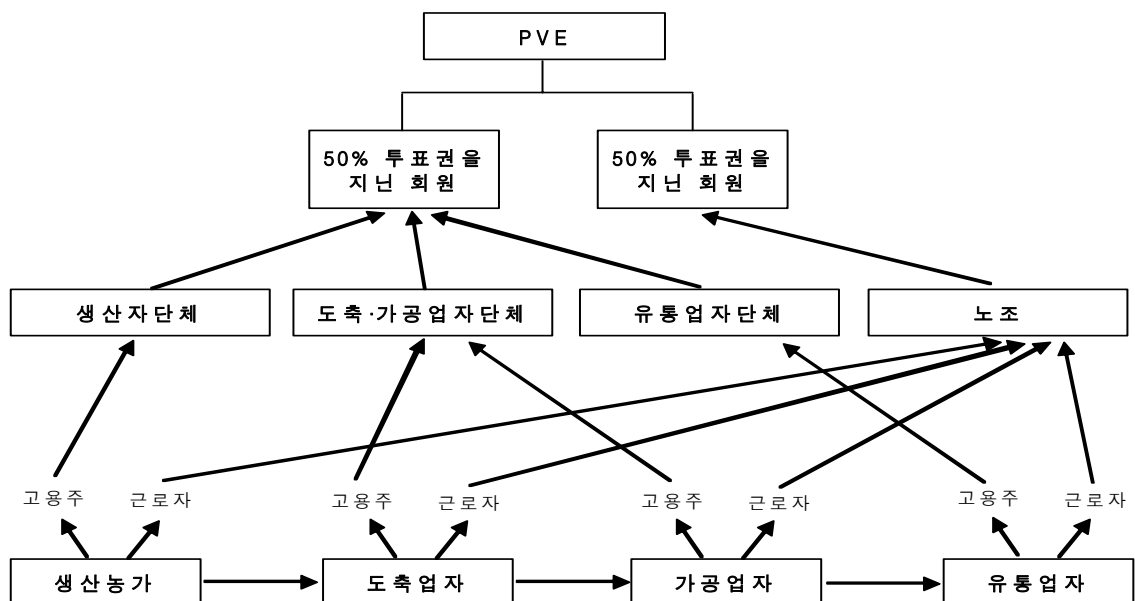 PVE
50% 투표권을
지닌 회원
50% 투표권을
지닌 회원
생산자단체
도축·가공업자단체
유통업자단체
노조
고용주
근로자
고용주
근로자
고용주
근로자
고용주
근로자
생산농가
도축업자
가공업자
유통업자